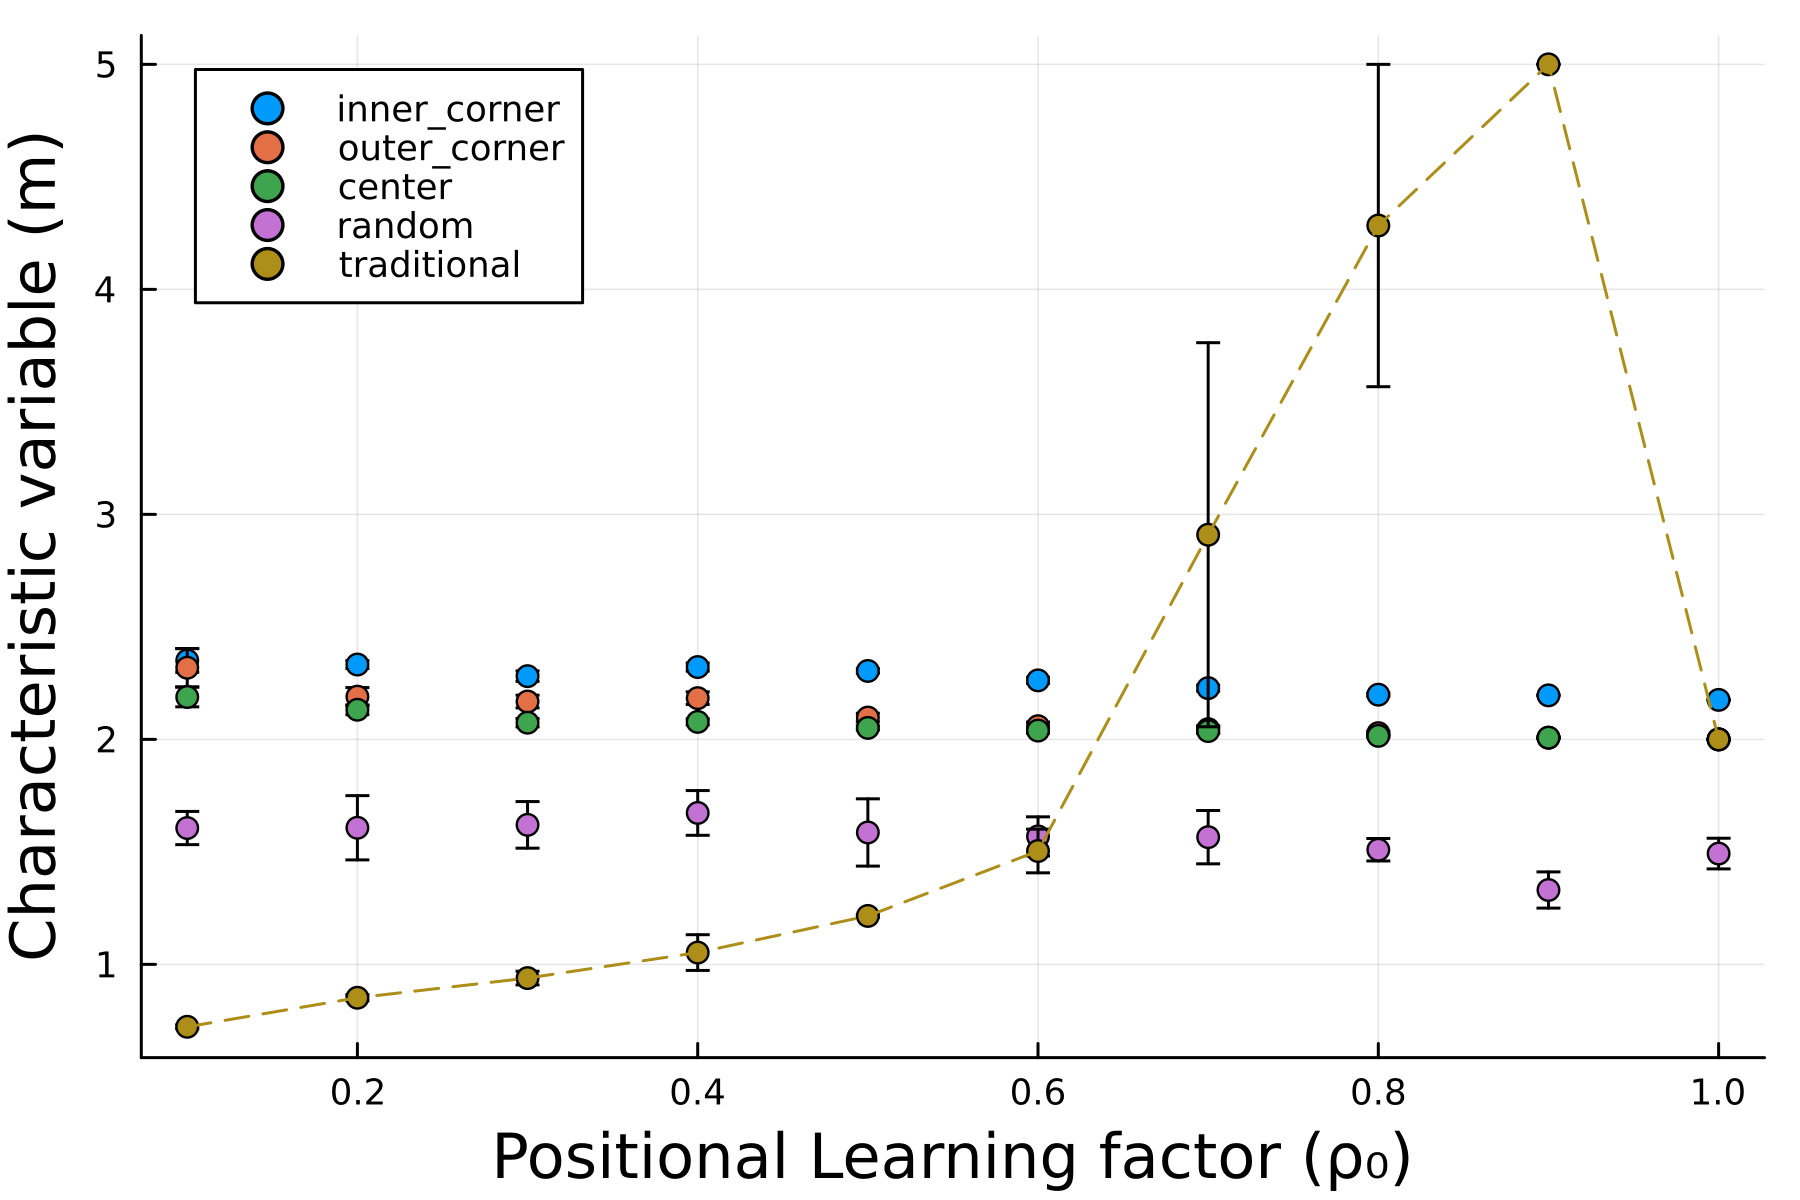 Characteristic variable (m)
5
4
3
2
1
inner_corner
outer_corner
center
random
traditional
0.2 0.4 0.6 0.8 1.0
Positional Learning factor (ρ₀)